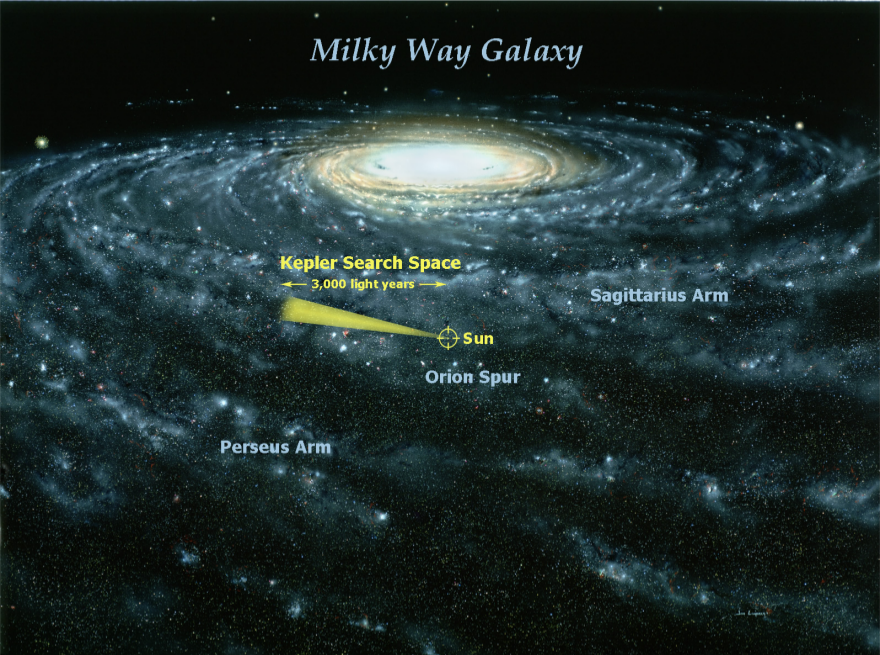 Milky Way Galaxy
Kepler Search Space
3,000 light years
Sagittarius Arm
Sun
Orion Spur
Perseus Arm